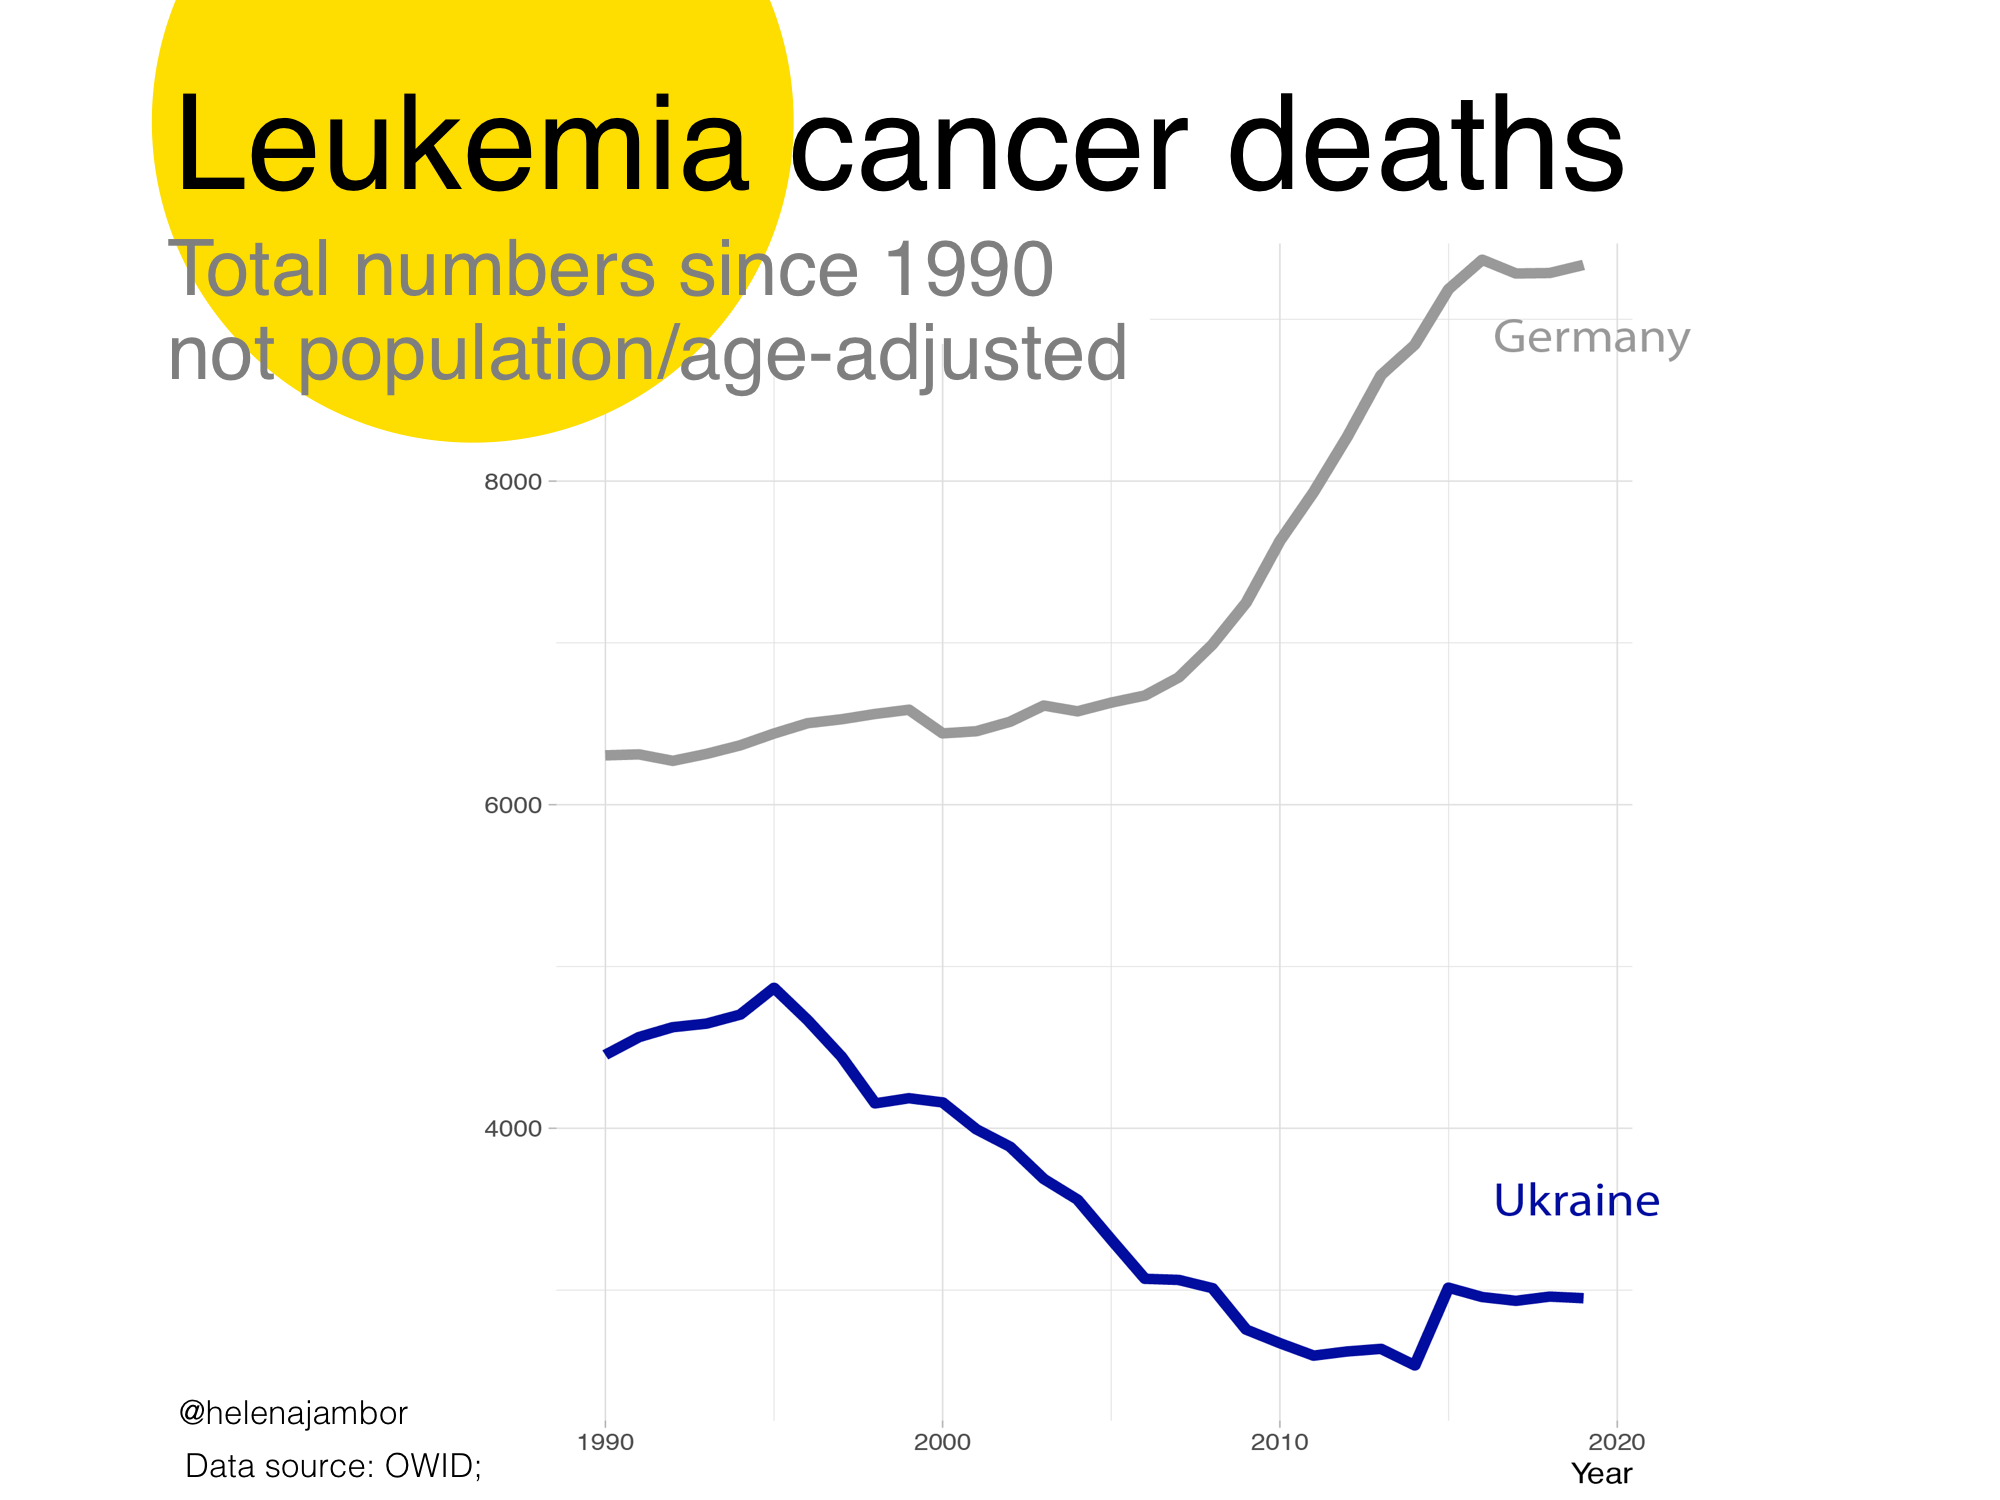 Leukemia cancer deaths
Total numbers since 1990
not population/age-adjusted
Germany
8000
6000
4000
Ukraine
@helenajambor
Data source: OWID;
1990 2000 2010 2020
Year